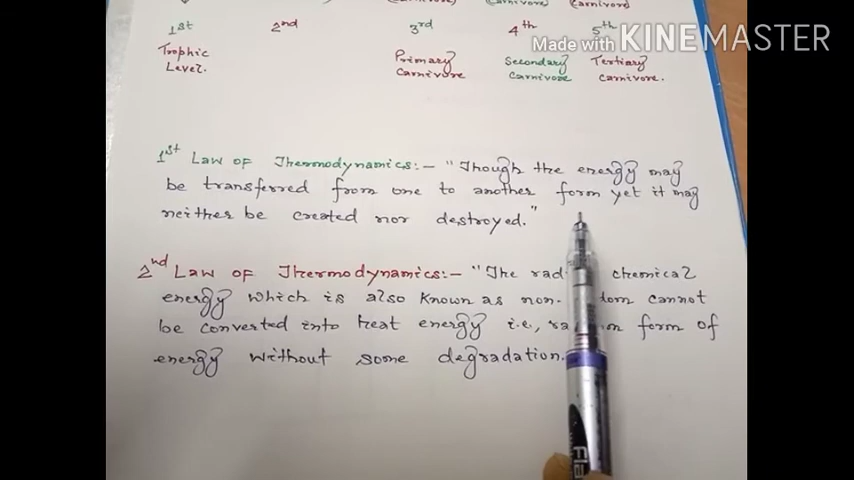 (Carnivore) (Carnivore)
1st 2nd 3rd 4th 5th
Made with KINEMASTER
Trophic Level. Primary Carnivore Secondary Carnivore Tertiary Carnivore.
1st Law of Thermodynamics:- "Though the energy may
be transferred from one to another form yet it may
neither be created nor destroyed."
2nd Law of Thermodynamics:- "The chemical
energy which is also known as non- cannot
be converted into heat energy i.e, form of
energy without some degradation.